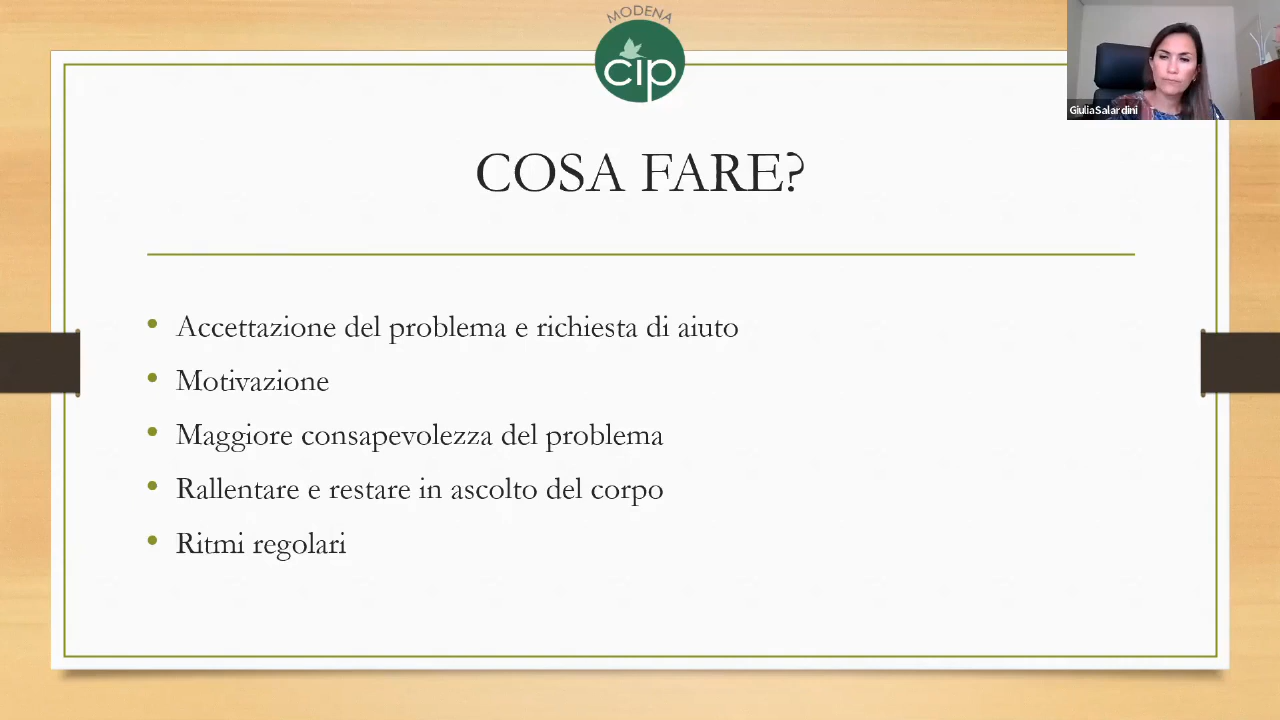 MODENA
cip
GiuliaSalardini
COSA FARE?
• Accettazione del problema e richiesta di aiuto
• Motivazione
• Maggiore consapevolezza del problema
• Rallentare e restare in ascolto del corpo
• Ritmi regolari